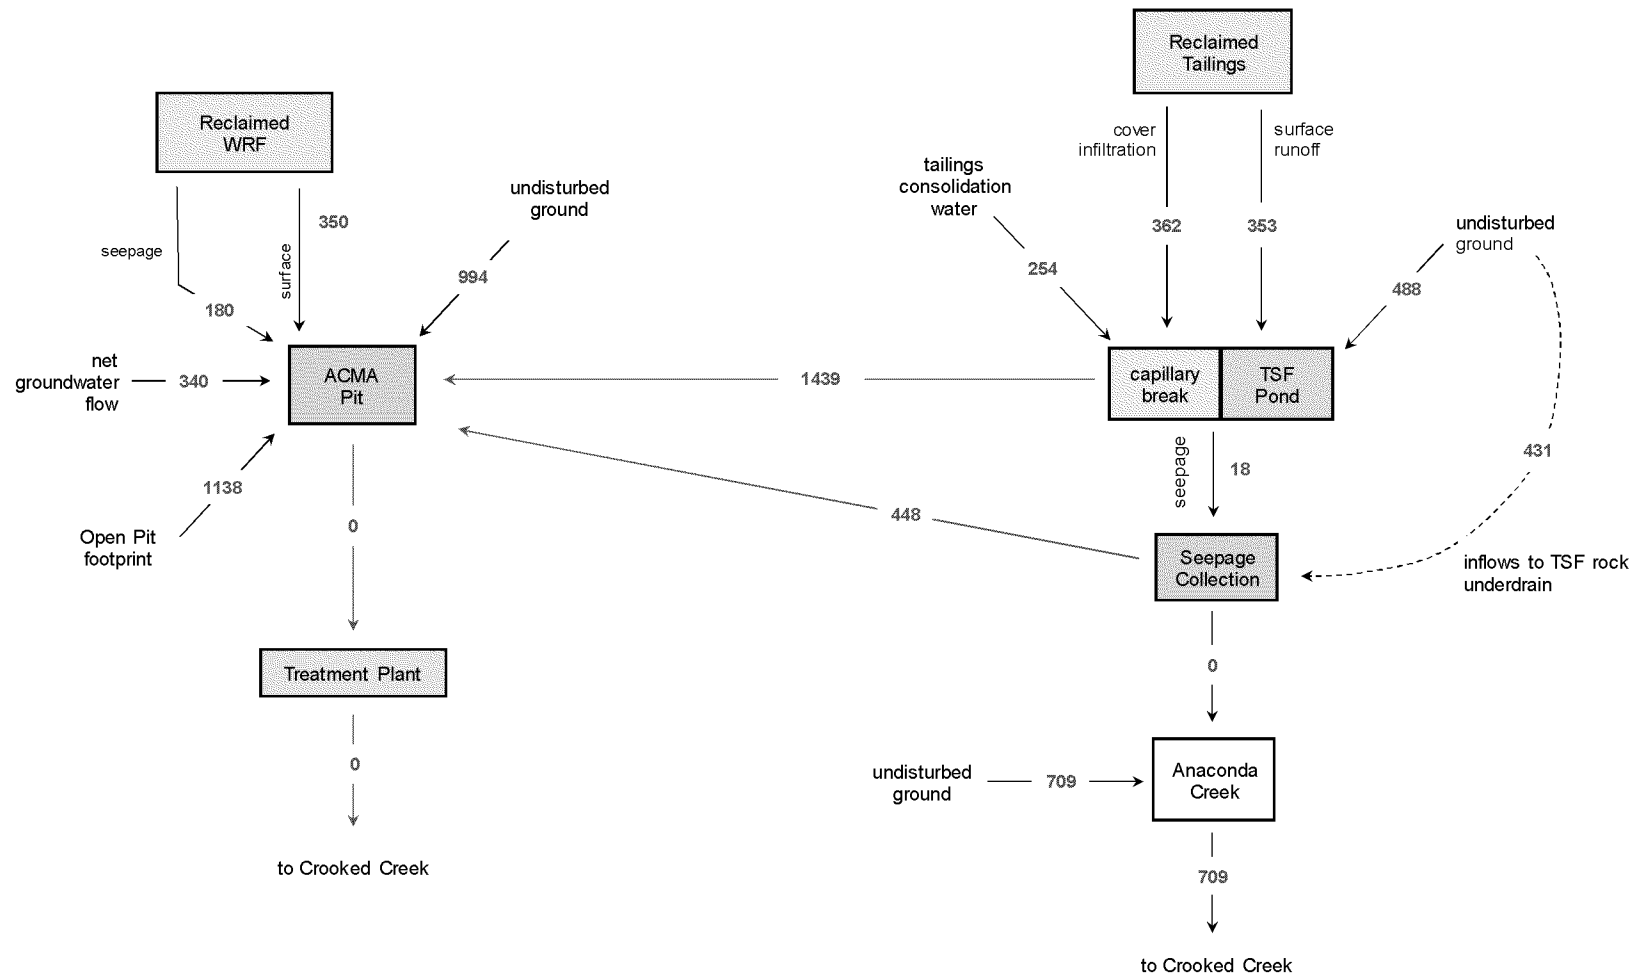 Reclaimed
Tailings
Reclaimed
WRF
cover
infiltration
surface
runoff
tailings
consolidation
water
undisturbed
ground
350
362
353
undisturbed
ground
seepage
surface
994
254
488
180
net
groundwater
flow
340
ACMA
Pit
1439
capillary
break
TSF
Pond
431
seepage
18
1138
448
0
Open Pit
footprint
Seepage
Collection
inflows to TSF rock
underdrain
Treatment Plant
0
0
undisturbed
ground
709
Anaconda
Creek
to Crooked Creek
709
to Crooked Creek